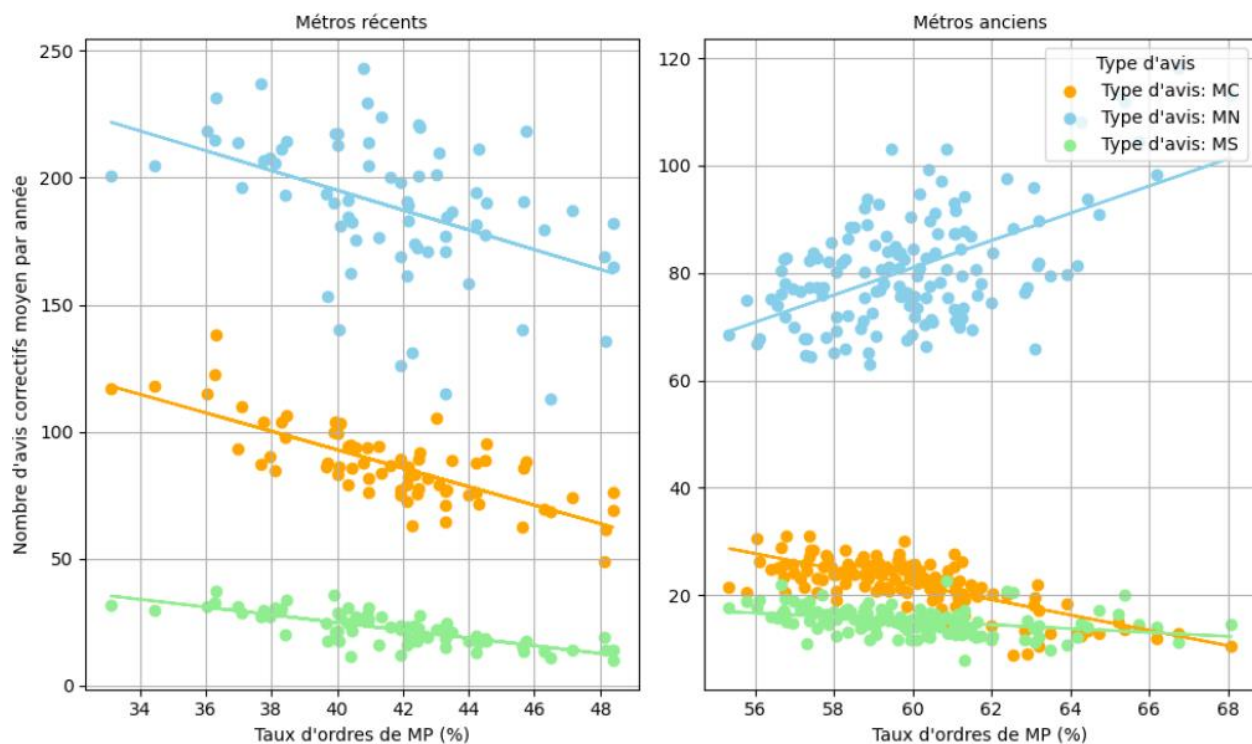 Métros récents
Métros anciens
Nombre d'avis correctifs moyen par année
250
200
150
100
50
0
34 36 38 40 42 44 46 48
Taux d'ordres de MP (%)
120
100
80
60
40
20
56 58 60 62 64 66 68
Taux d'ordres de MP (%)
Type d'avis
Type d'avis: MC
Type d'avis: MN
Type d'avis: MS